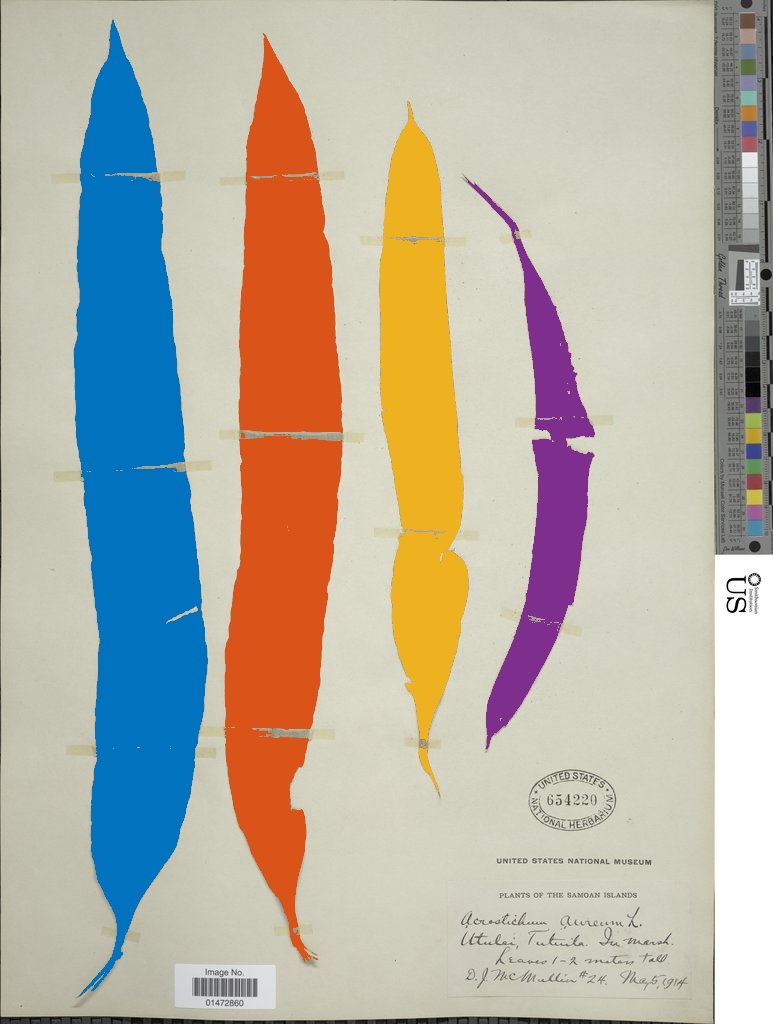 UNITED STATES
654220
NATIONAL HERBARIUM
UNITED STATES NATIONAL MUSEUM
PLANTS OF THE SAMOAN ISLANDS
Acrostichum aureum L.
Utulei, Tutuila. In marsh.
Leaves 1-2 meters tall
D. J. McMullin #24. May 5, 1914
Image No.
01472860
Smithsonian
Institution
US